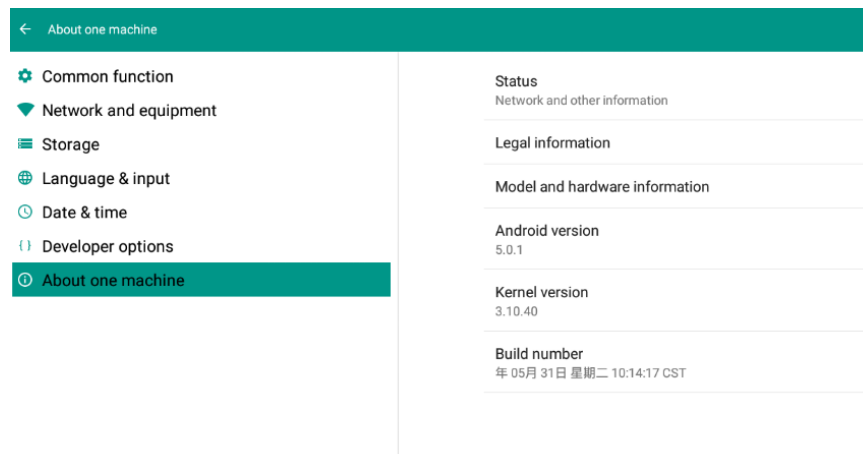 About one machine
Common function
Network and equipment
Storage
Language & input
Date & time
Developer options
About one machine
Status
Network and other information
Legal information
Model and hardware information
Android version
5.0.1
Kernel version
3.10.40
Build number
年 05月 31日 星期二 10:14:17 CST